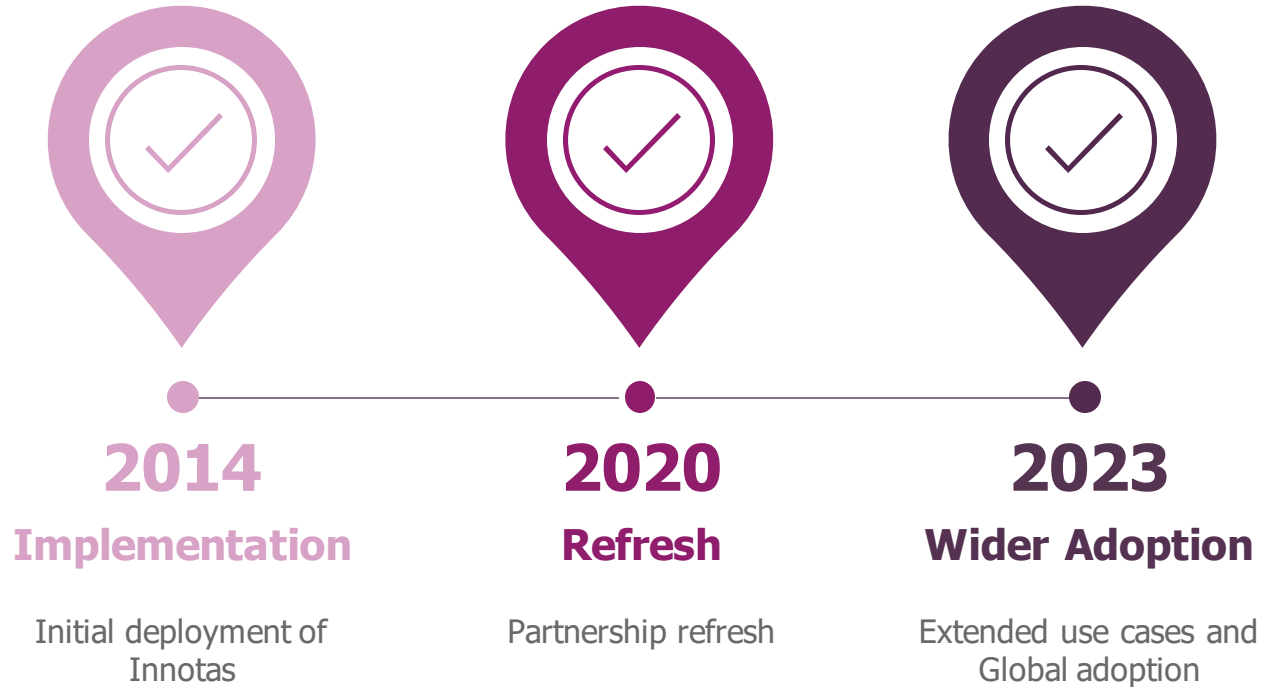 2014
Implementation
Initial deployment of
Innotas
2020
Refresh
Partnership refresh
2023
Wider Adoption
Extended use cases and
Global adoption